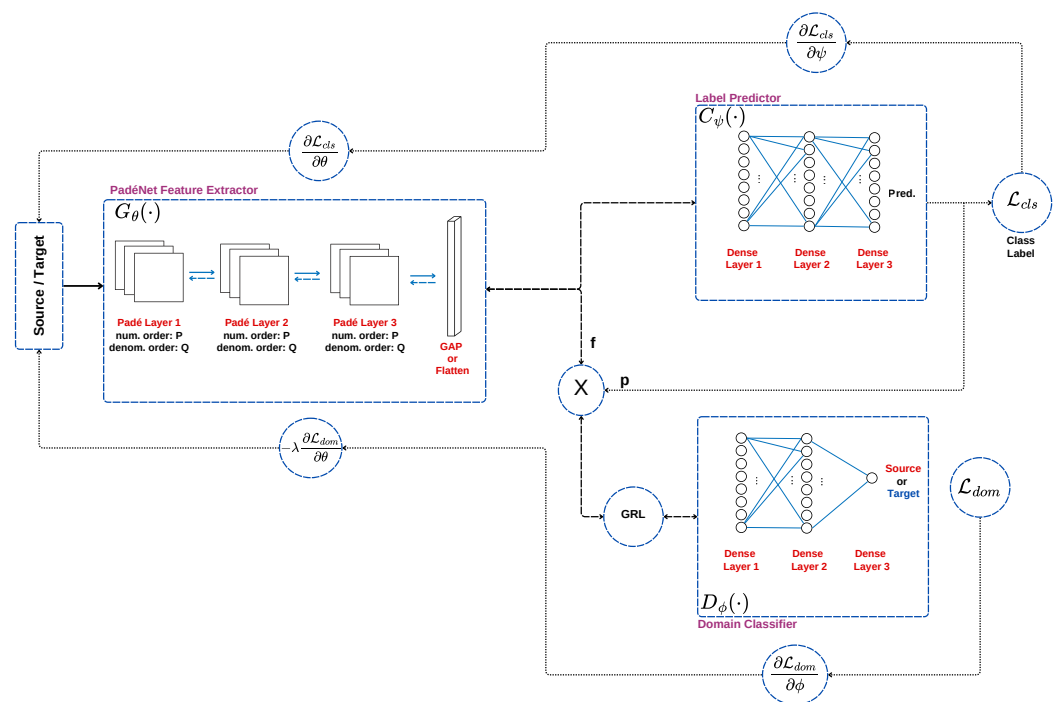 ∂ℒ_cls
∂ψ
Label Predictor
C_ψ(·)
∂ℒ_cls
∂θ
PadéNet Feature Extractor
G_θ(·)
Source / Target
Pred.
ℒ_cls
Class
Label
Dense
Layer 1
Dense
Layer 2
Dense
Layer 3
Padé Layer 1
num. order: P
denom. order: Q
Padé Layer 2
num. order: P
denom. order: Q
Padé Layer 3
num. order: P
denom. order: Q
GAP
or
Flatten
f
X
p
−λ ∂ℒ_dom
∂θ
GRL
Source
or
Target
ℒ_dom
Dense
Layer 1
Dense
Layer 2
Dense
Layer 3
D_ϕ(·)
Domain Classifier
∂ℒ_dom
∂ϕ